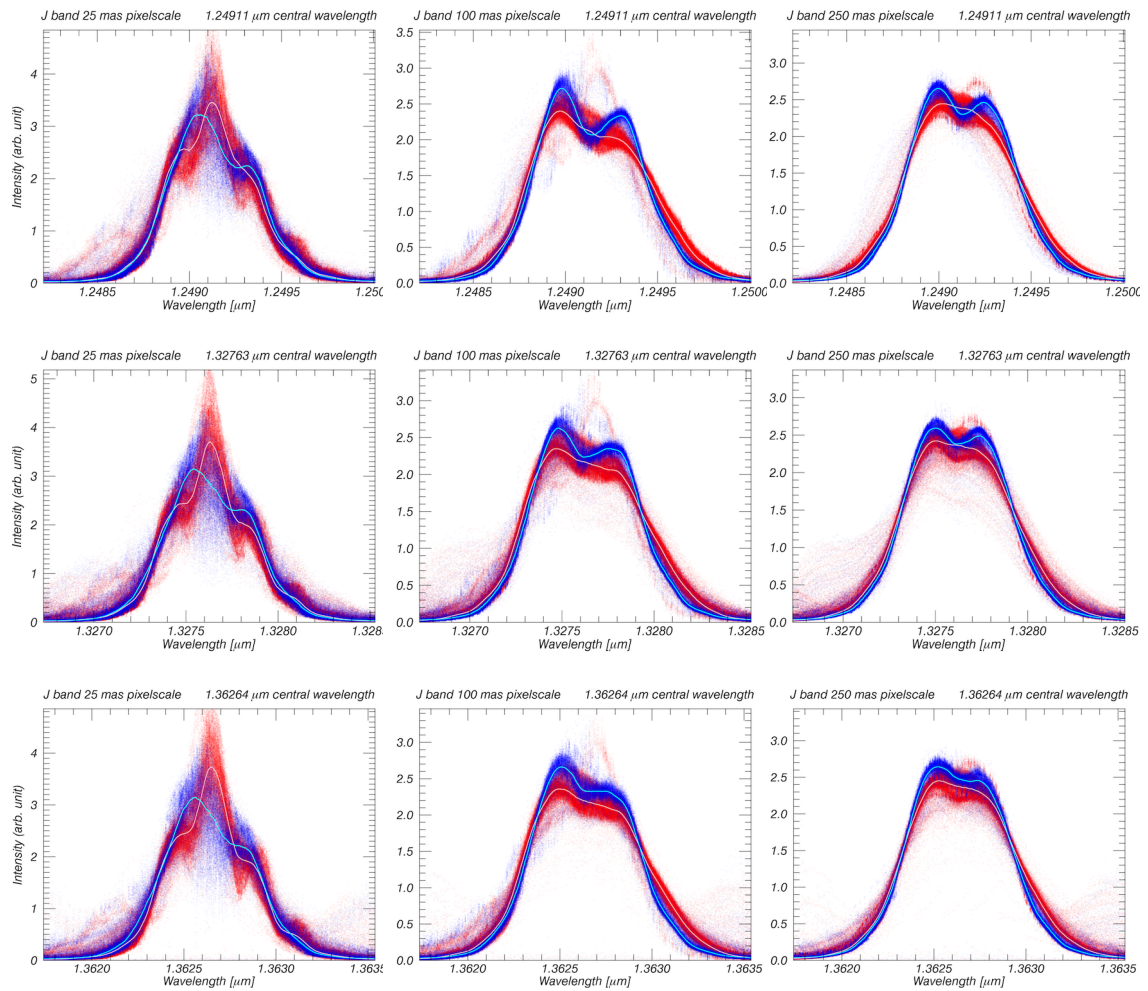 J band 25 mas pixelscale 1.24911 μm central wavelength
J band 100 mas pixelscale 1.24911 μm central wavelength
J band 250 mas pixelscale 1.24911 μm central wavelength
Intensity (arb. unit)
4
3
2
1
0
3.5
3.0
2.5
2.0
1.5
1.0
0.5
0.0
3.0
2.5
2.0
1.5
1.0
0.5
0.0
1.2485 1.2490 1.2495 1.250
1.2485 1.2490 1.2495 1.2500
1.2485 1.2490 1.2495 1.2500
Wavelength [μm]
Wavelength [μm]
Wavelength [μm]
J band 25 mas pixelscale 1.32763 μm central wavelength
J band 100 mas pixelscale 1.32763 μm central wavelength
J band 250 mas pixelscale 1.32763 μm central wavelength
Intensity (arb. unit)
5
4
3
2
1
0
3.0
2.5
2.0
1.5
1.0
0.5
0.0
3.0
2.5
2.0
1.5
1.0
0.5
0.0
1.3270 1.3275 1.3280 1.328
1.3270 1.3275 1.3280 1.3285
1.3270 1.3275 1.3280 1.3285
Wavelength [μm]
Wavelength [μm]
Wavelength [μm]
J band 25 mas pixelscale 1.36264 μm central wavelength
J band 100 mas pixelscale 1.36264 μm central wavelength
J band 250 mas pixelscale 1.36264 μm central wavelength
Intensity (arb. unit)
4
3
2
1
0
3.0
2.5
2.0
1.5
1.0
0.5
0.0
3.0
2.5
2.0
1.5
1.0
0.5
0.0
1.3620 1.3625 1.3630 1.3635
1.3620 1.3625 1.3630 1.3635
1.3620 1.3625 1.3630 1.3635
Wavelength [μm]
Wavelength [μm]
Wavelength [μm]